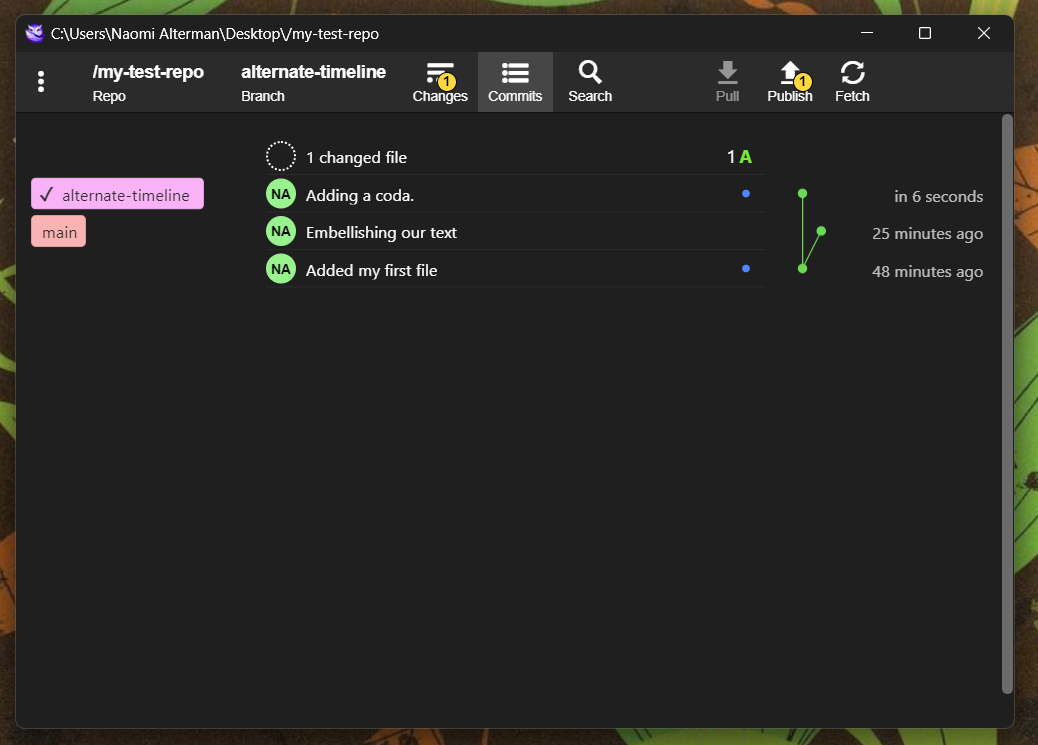 C:\Users\Naomi Alterman\Desktop\/my-test-repo
/my-test-repo alternate-timeline 1 1
Repo Branch Changes Commits Search Pull Publish Fetch
1 changed file 1 A
✓ alternate-timeline NA Adding a coda. in 6 seconds
main NA Embellishing our text 25 minutes ago
NA Added my first file 48 minutes ago